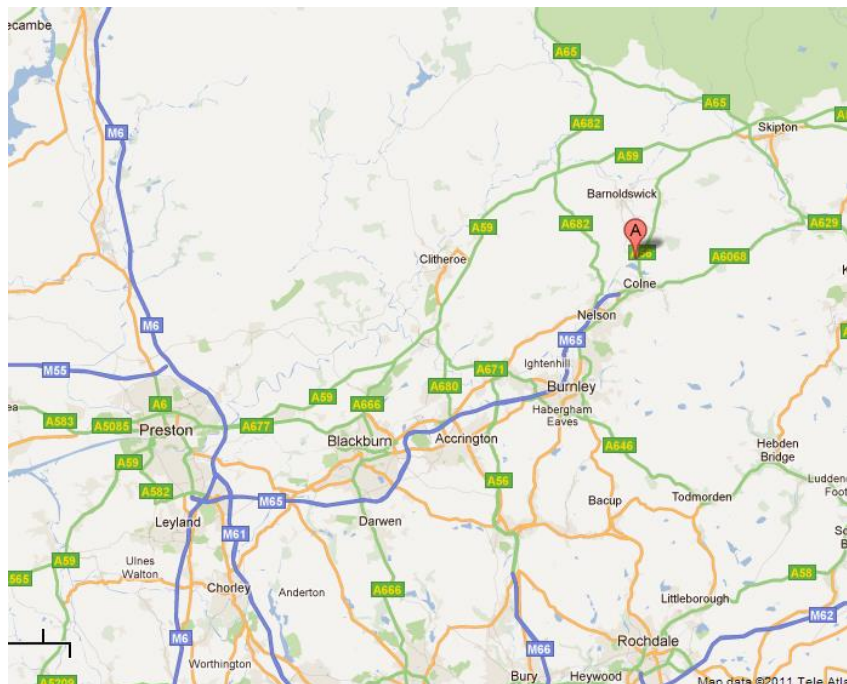 ecambe
A65
M6
A65
Skipton
A682
A59
Barnoldswick
A682
A59
A629
A
Clitheroe
A6068
Colne
M6
Nelson
M65
Ightenhill
M55
A671
A59
A680
Burnley
A6
A666
Habergham
Eaves
A583
A5085
Preston
A677
Blackburn
Accrington
A646
Hebden
Bridge
A59
A582
M65
A56
Bacup
Todmorden
Leyland
Darwen
M61
Ulnes
Walton
A59
Chorley
Anderton
A666
A58
Littleborough
M62
M6
M66
Rochdale
Worthington
Bury
Heywood
A5209
Map data ©2011 Tele Atla